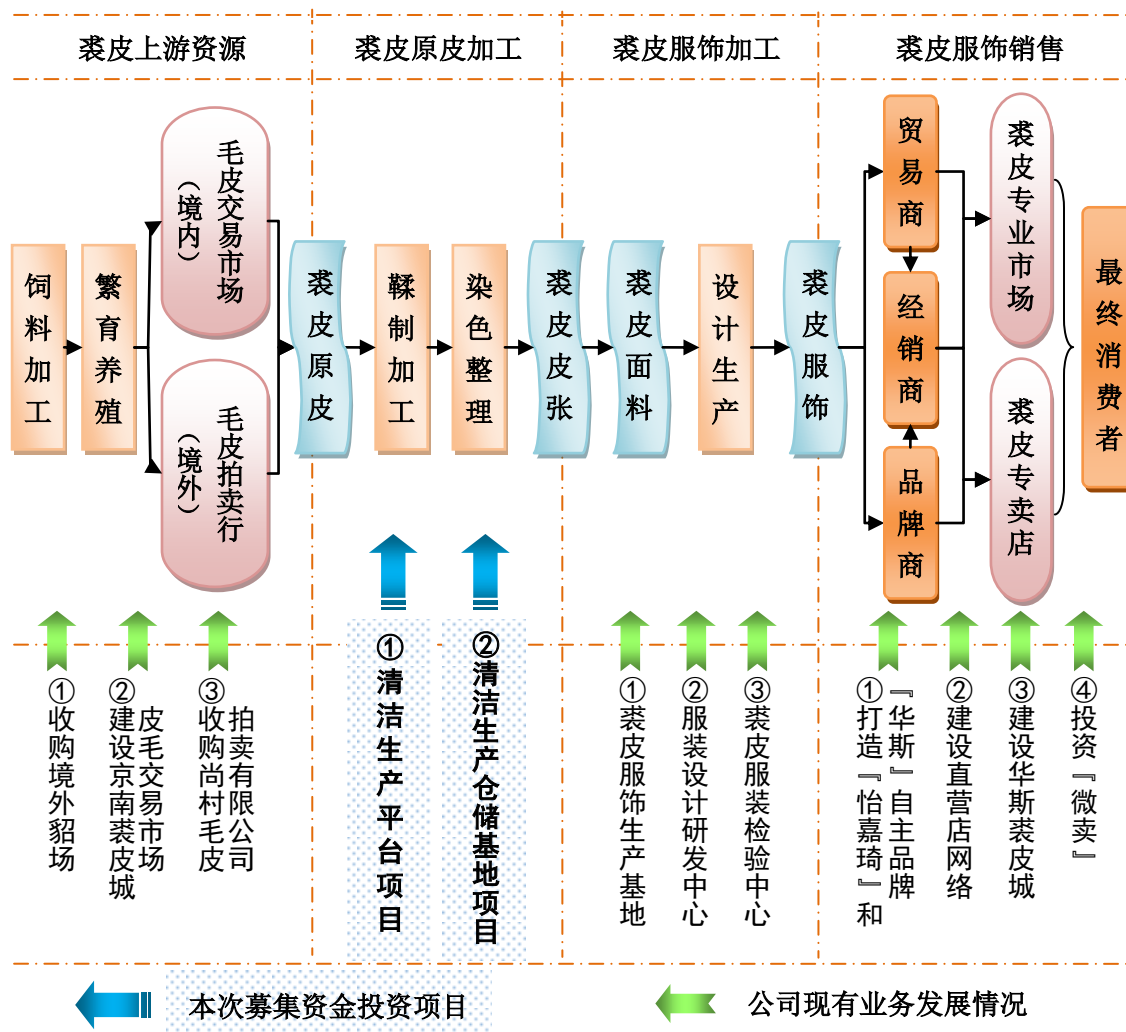 裘皮上游资源
裘皮原皮加工
裘皮服饰加工
裘皮服饰销售
饲料加工
繁育养殖
毛皮交易市场
（境内）
毛皮拍卖行
（境外）
裘皮原皮
鞣制加工
染色整理
裘皮皮张
裘皮面料
设计生产
裘皮服饰
贸易商
经销商
品牌商
裘皮专业市场
裘皮专卖店
最终消费者
①收购境外貂场
②建设京南裘皮城
皮毛交易市场
③收购尚村毛皮
拍卖有限公司
①清洁生产平台项目
②清洁生产仓储基地项目
①裘皮服饰生产基地
②服装设计研发中心
③裘皮服装检验中心
①打造『怡嘉琦』和
『华斯』自主品牌
②建设直营店网络
③建设华斯裘皮城
④投资『微卖』
本次募集资金投资项目
公司现有业务发展情况